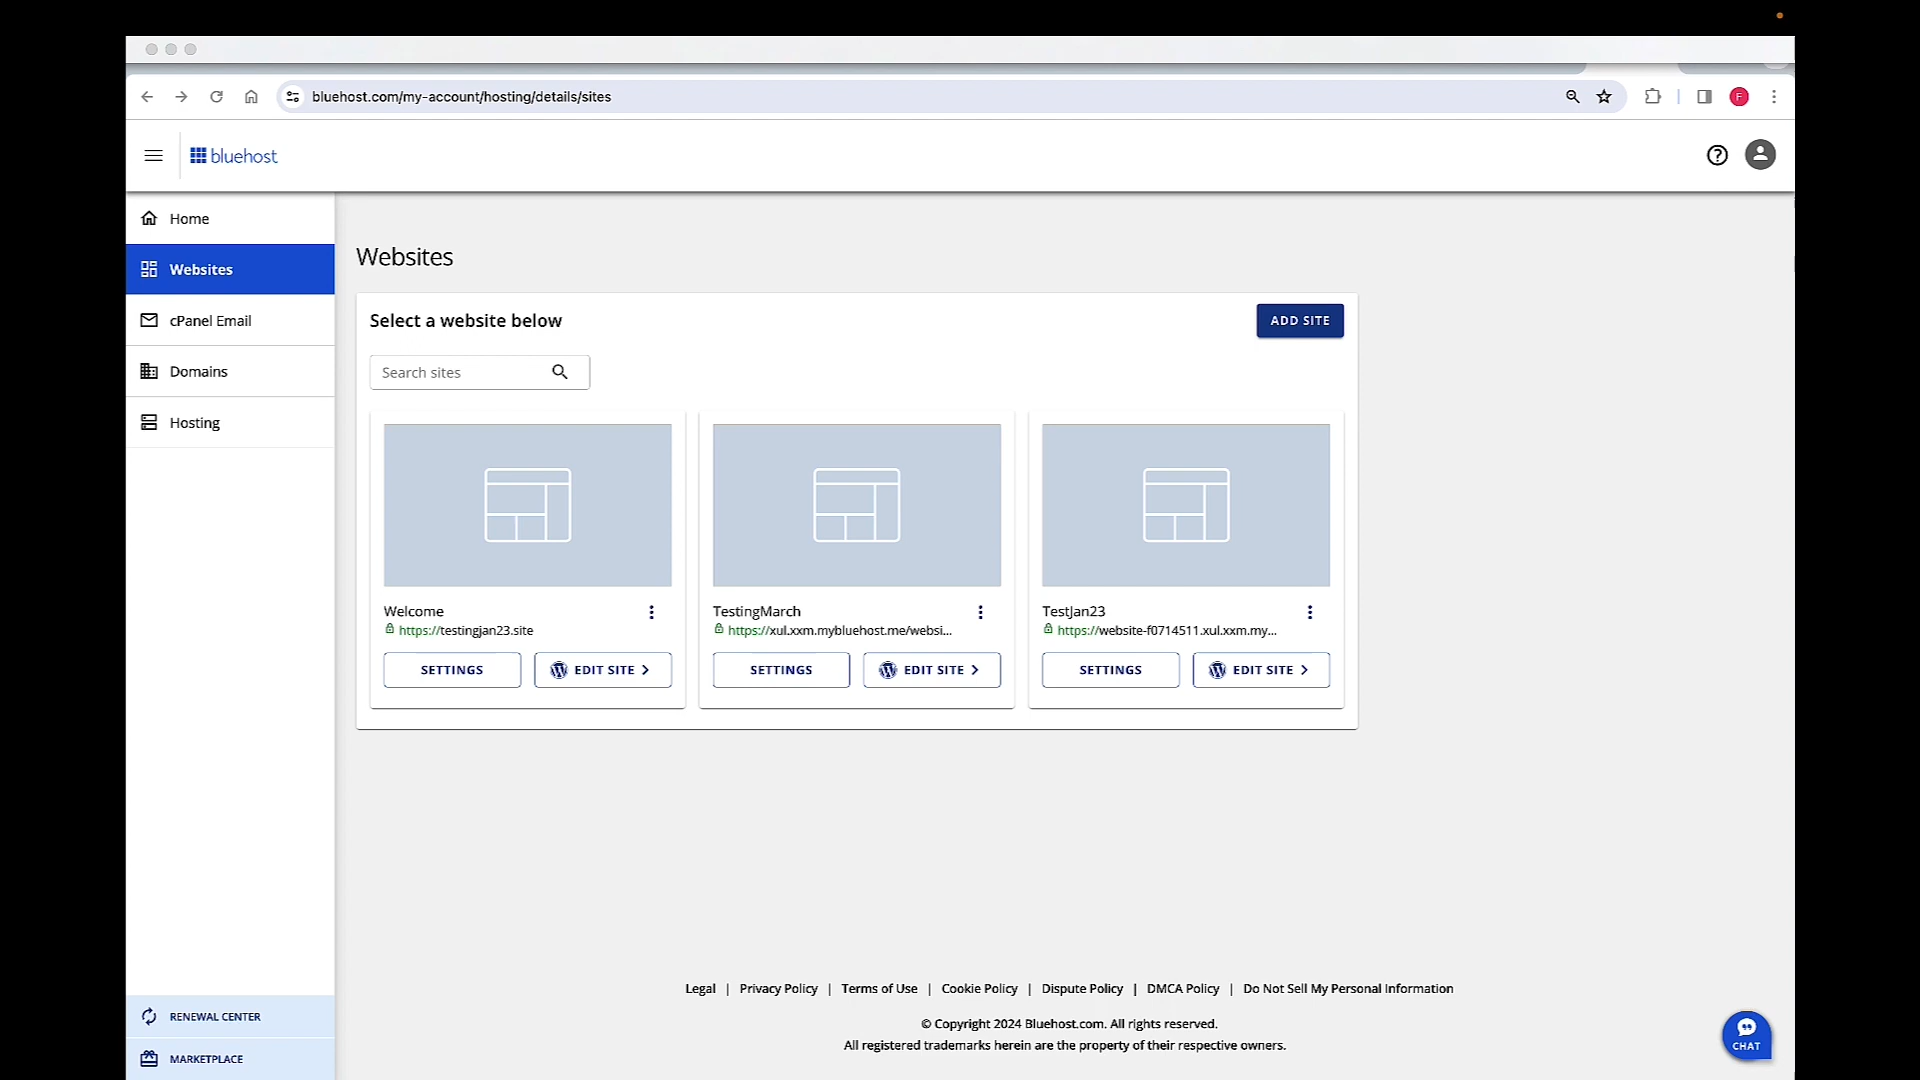 bluehost.com/my-account/hosting/details/sites
F
bluehost
Home
Websites
cPanel Email
Domains
Hosting
RENEWAL CENTER
MARKETPLACE
Websites
Select a website below
ADD SITE
Search sites
Welcome
https://testingjan23.site
SETTINGS
EDIT SITE
TestingMarch
https://xul.xxm.mybluehost.me/websi...
SETTINGS
EDIT SITE
TestJan23
https://website-f0714511.xul.xxm.my...
SETTINGS
EDIT SITE
Legal | Privacy Policy | Terms of Use | Cookie Policy | Dispute Policy | DMCA Policy | Do Not Sell My Personal Information
© Copyright 2024 Bluehost.com. All rights reserved.
All registered trademarks herein are the property of their respective owners.
CHAT